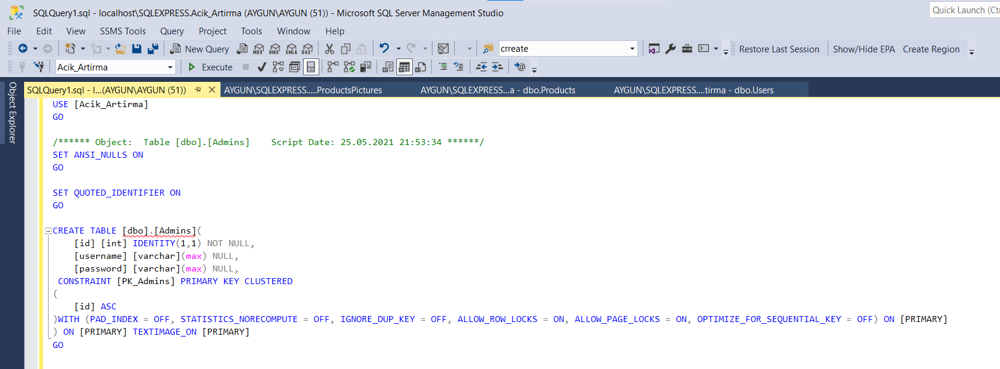 SQLQuery1.sql - localhost\SQLEXPRESS.Acik_Artirma (AYGUN\AYGUN (51)) - Microsoft SQL Server Management Studio
Quick Launch (Ct
File Edit View SSMS Tools Query Project Tools Window Help
New Query MDX DMX XMLA DAX crreate Restore Last Session Show/Hide EPA Create Region
Acik_Artirma Execute
Object Explorer
SQLQuery1.sql - l...(AYGUN\AYGUN (51)) AYGUN\SQLEXPRESS.....ProductsPictures AYGUN\SQLEXPRESS...a - dbo.Products AYGUN\SQLEXPRESS....tirma - dbo.Users
USE [Acik_Artirma]
GO
/****** Object:  Table [dbo].[Admins]    Script Date: 25.05.2021 21:53:34 ******/
SET ANSI_NULLS ON
GO
SET QUOTED_IDENTIFIER ON
GO
CREATE TABLE [dbo].[Admins](
    [id] [int] IDENTITY(1,1) NOT NULL,
    [username] [varchar](max) NULL,
    [password] [varchar](max) NULL,
 CONSTRAINT [PK_Admins] PRIMARY KEY CLUSTERED
(
    [id] ASC
)WITH (PAD_INDEX = OFF, STATISTICS_NORECOMPUTE = OFF, IGNORE_DUP_KEY = OFF, ALLOW_ROW_LOCKS = ON, ALLOW_PAGE_LOCKS = ON, OPTIMIZE_FOR_SEQUENTIAL_KEY = OFF) ON [PRIMARY]
) ON [PRIMARY] TEXTIMAGE_ON [PRIMARY]
GO